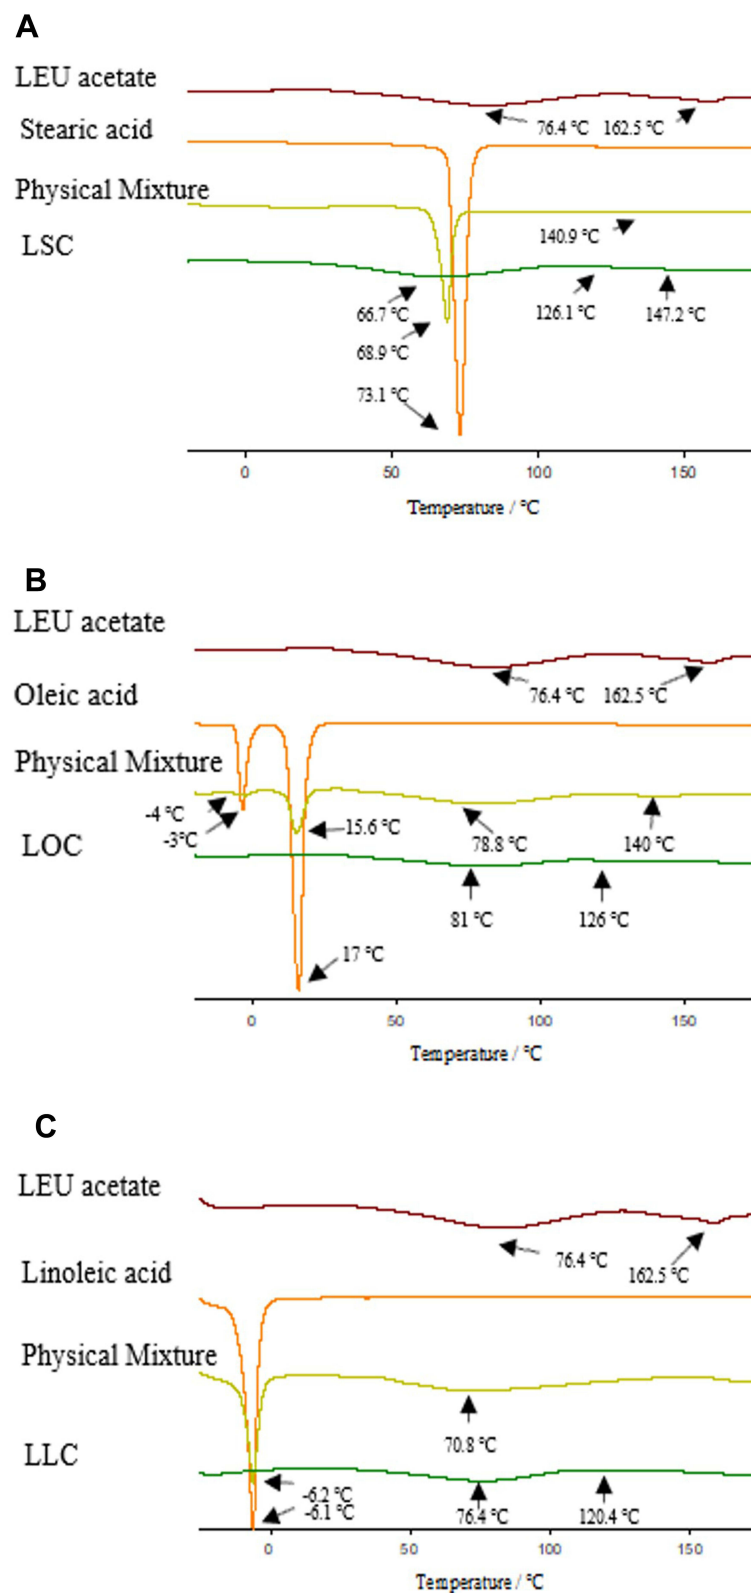 A
LEU acetate
76.4 °C 162.5 °C
Stearic acid
Physical Mixture
140.9 °C
LSC
66.7 °C
126.1 °C
147.2 °C
68.9 °C
73.1 °C
0 50 100 150
Temperature / °C
B
LEU acetate
76.4 °C 162.5 °C
Oleic acid
Physical Mixture
-4 °C
-3°C
15.6 °C
78.8 °C
140 °C
LOC
81 °C
126 °C
17 °C
0 50 100 150
Temperature / °C
C
LEU acetate
76.4 °C
162.5 °C
Linoleic acid
Physical Mixture
70.8 °C
LLC
-6.2 °C
-6.1 °C
76.4 °C
120.4 °C
0 50 100 150
Temperature / °C